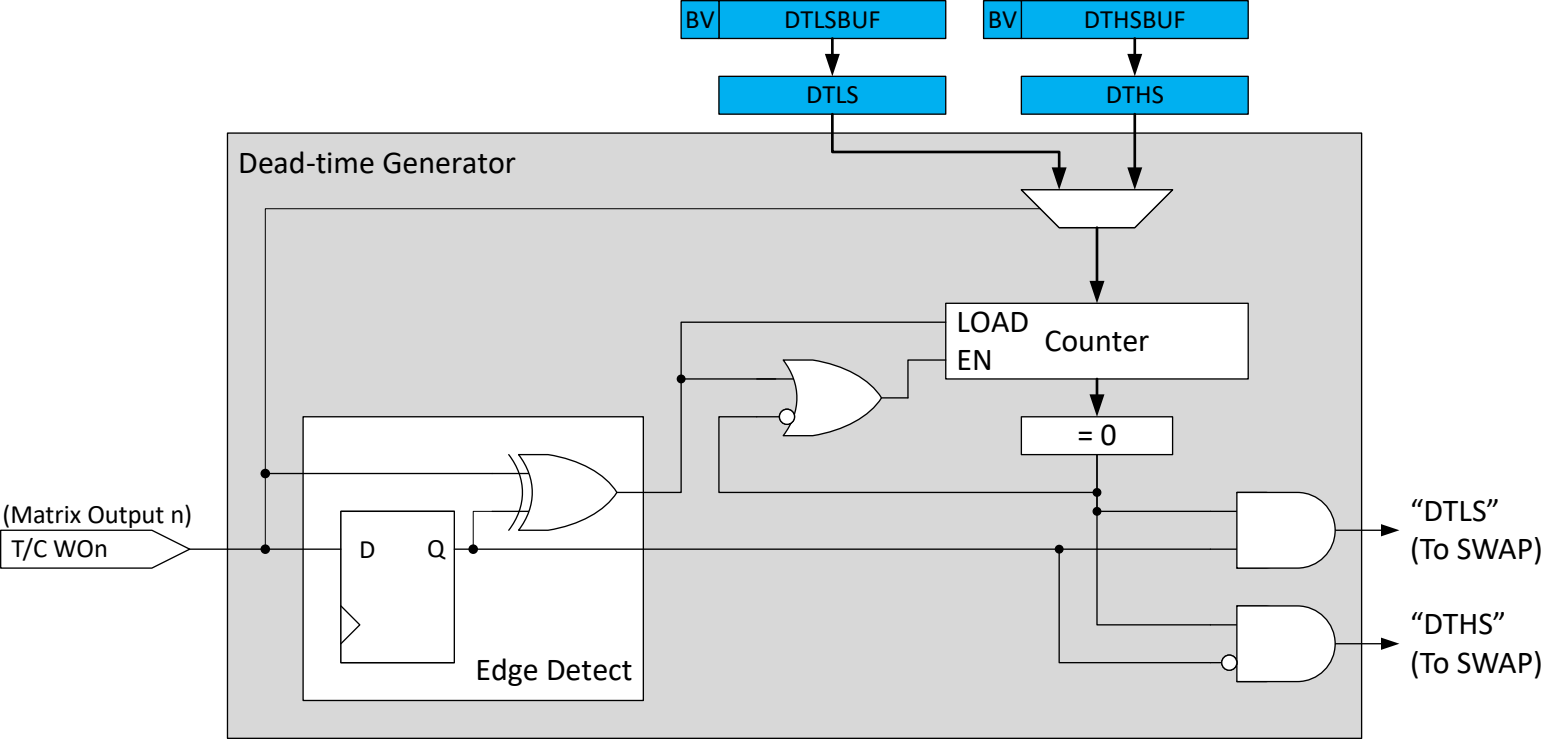 BV DTLSBUF BV DTHSBUF
DTLS DTHS
Dead-time Generator
LOAD
Counter
EN
= 0
(Matrix Output n)
T/C WOn
D Q
Edge Detect
“DTLS”
(To SWAP)
“DTHS”
(To SWAP)